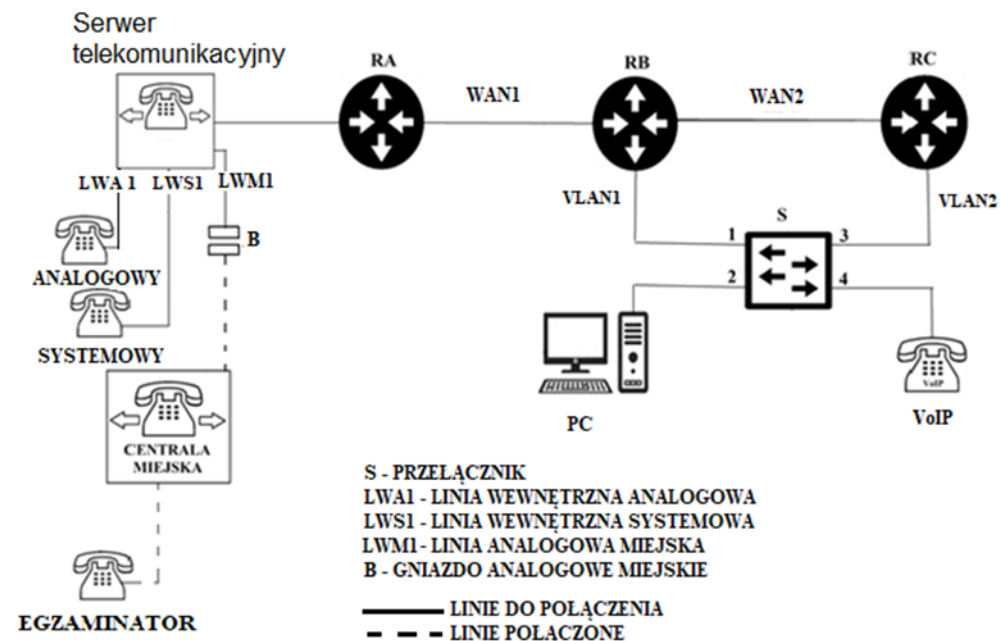 Serwer
telekomunikacyjny
RA
WAN1
RB
WAN2
RC
LWA 1
LWS1
LWM1
VLAN1
VLAN2
S
1
3
2
4
B
ANALOGOWY
SYSTEMOWY
CENTRALA
MIEJSKA
PC
VoIP
VoIP
EGZAMINATOR
S - PRZEŁĄCZNIK
LWA1 - LINIA WEWNĘTRZNA ANALOGOWA
LWS1 - LINIA WEWNĘTRZNA SYSTEMOWA
LWM1 - LINIA ANALOGOWA MIEJSKA
B - GNIAZDO ANALOGOWE MIEJSKIE
LINIE DO POŁĄCZENIA
LINIE POŁACZONE